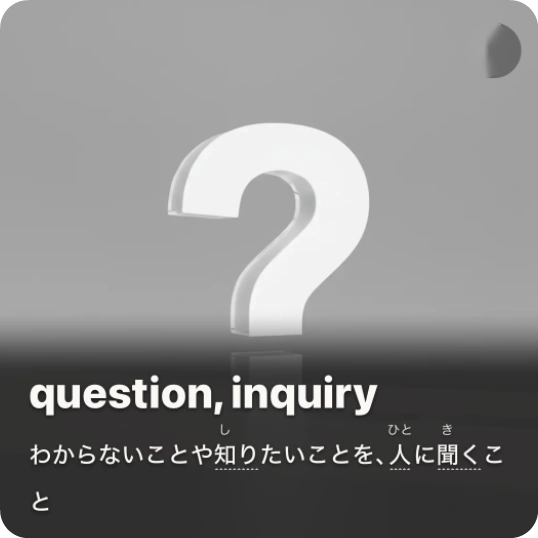 question, inquiry
わからないことや知りたいことを、人に聞くこ
と
し
ひと
き